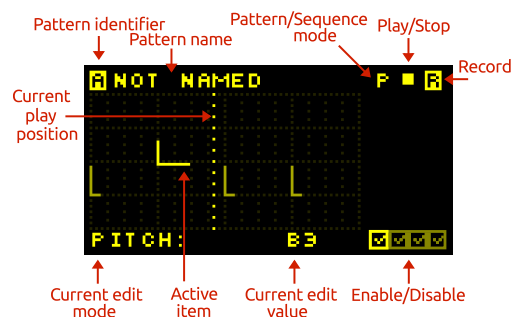 Pattern identifier
Pattern name
Pattern/Sequence
mode
Play/Stop
Record
A NOT NAMED P R
Current
play
position
PITCH: B3
Current edit
mode
Active
item
Current edit
value
Enable/Disable